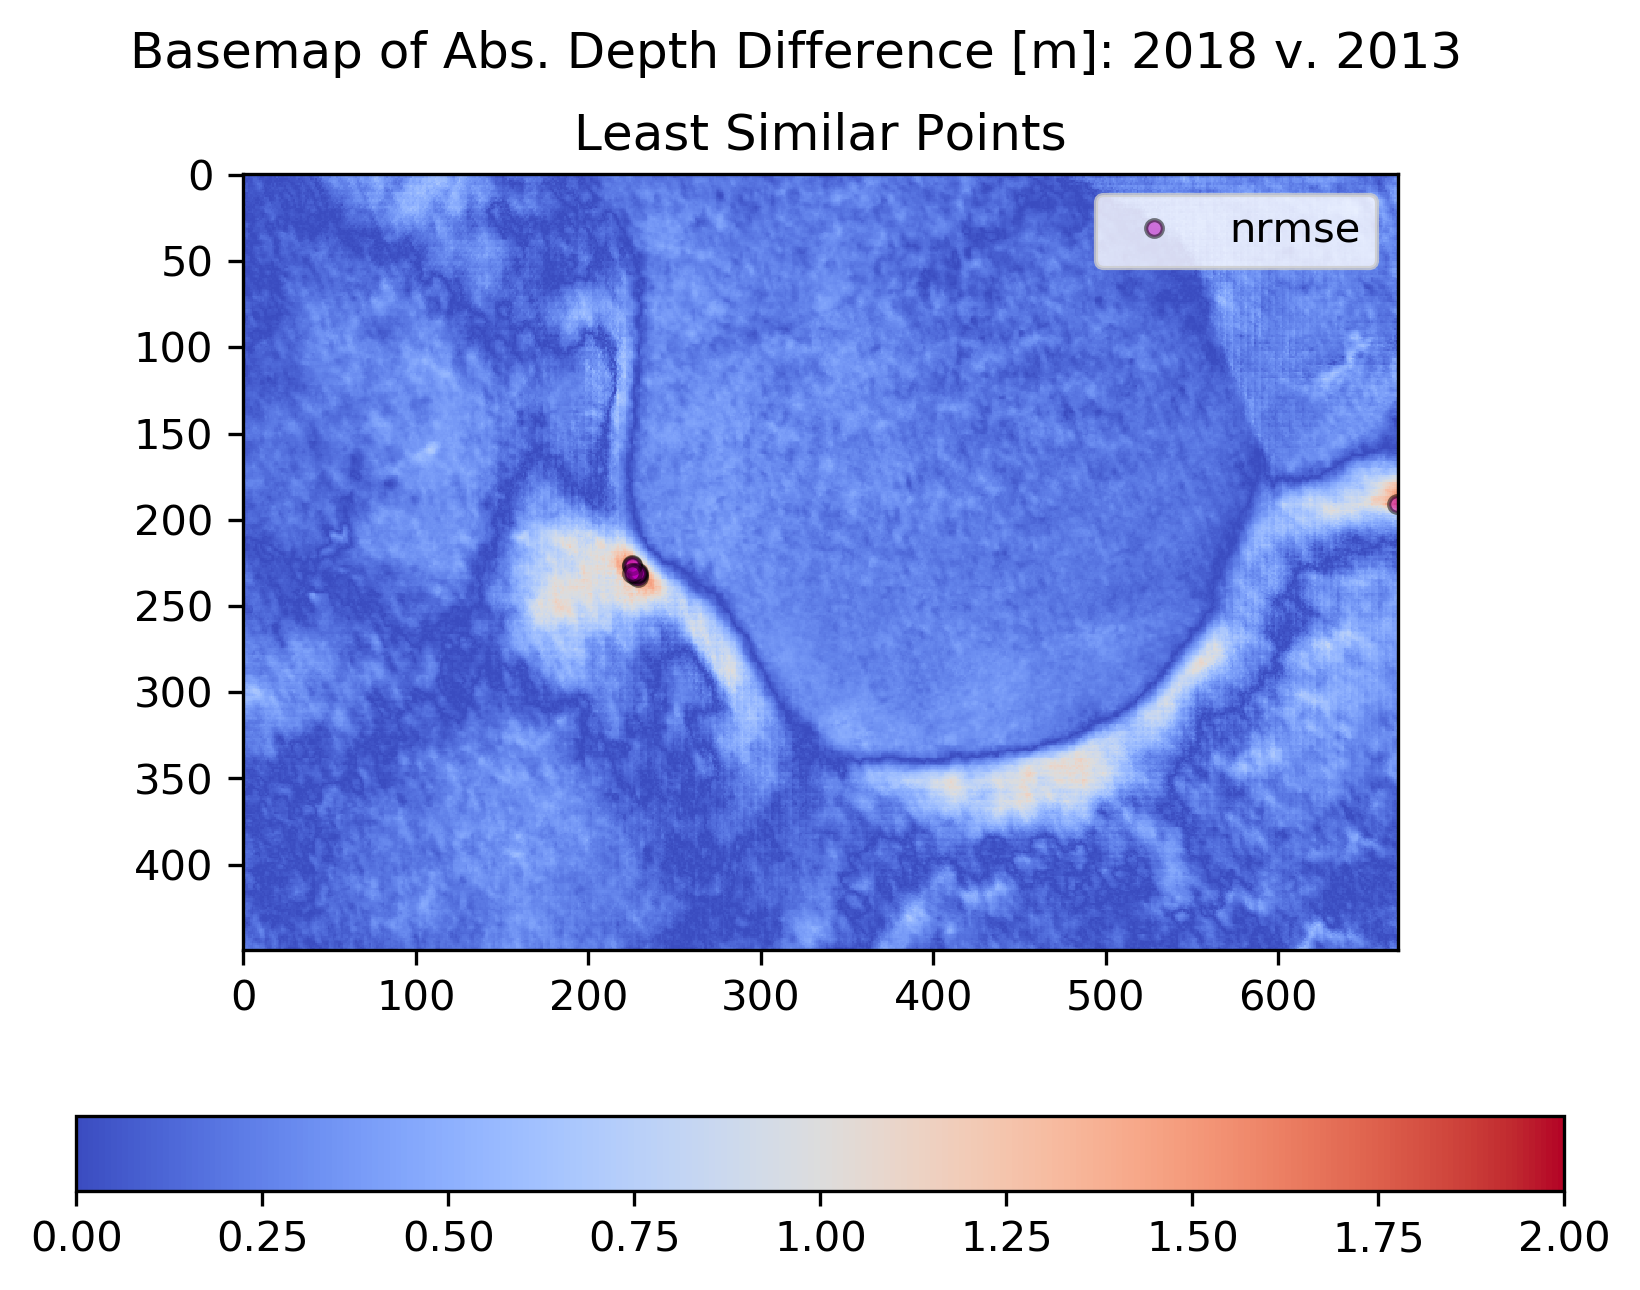 Basemap of Abs. Depth Difference [m]: 2018 v. 2013
Least Similar Points
nrmse
0
50
100
150
200
250
300
350
400
0 100 200 300 400 500 600
0.00 0.25 0.50 0.75 1.00 1.25 1.50 1.75 2.00